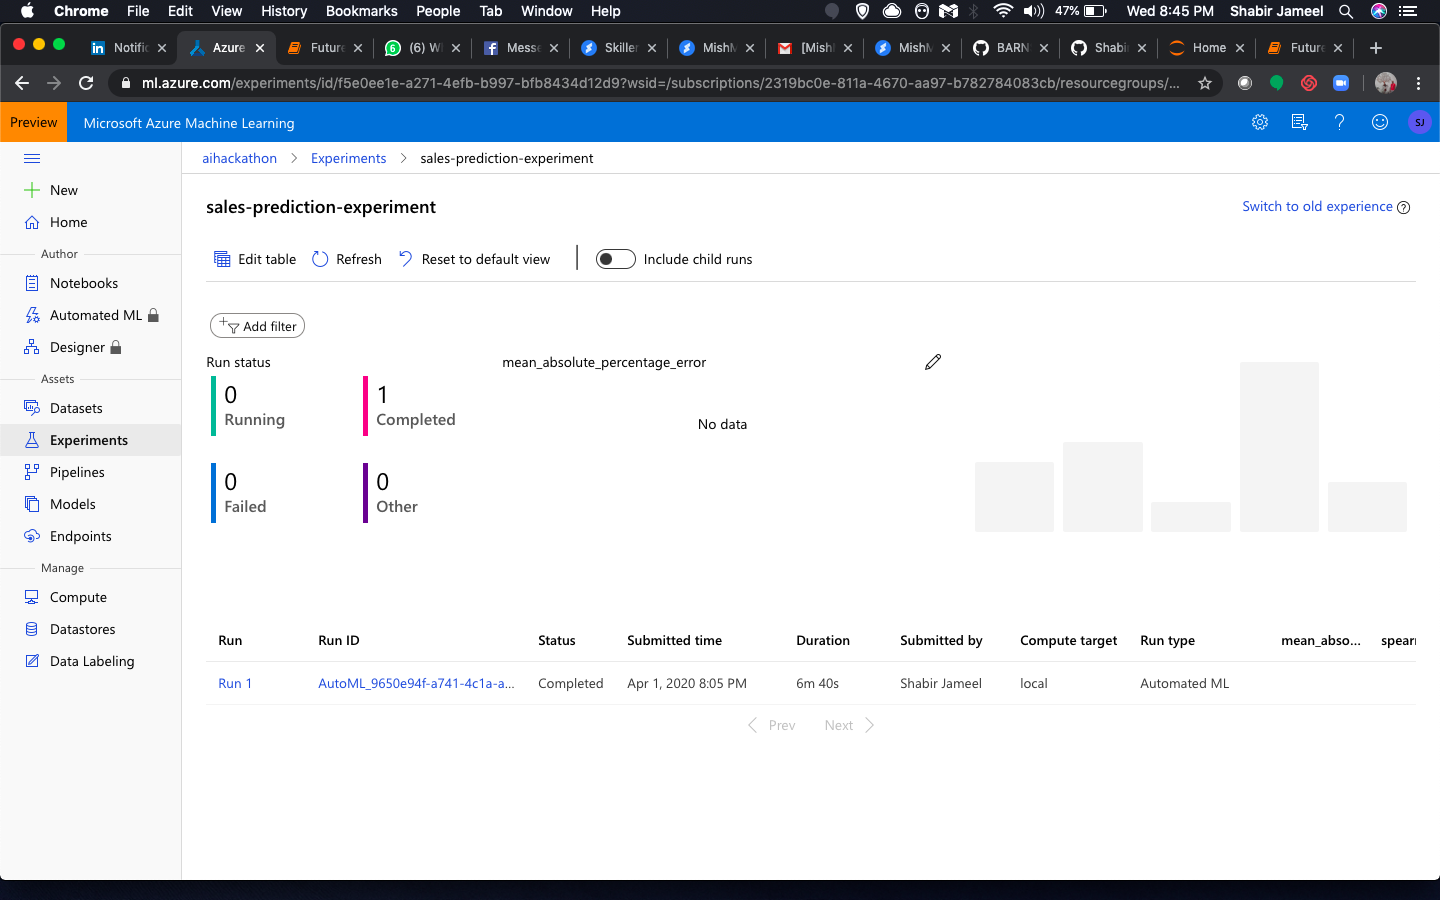 Chrome File Edit View History Bookmarks People Tab Window Help 47% Wed 8:45 PM Shabir Jameel
Notific Azure Future (6) W Messe Skiller MishM [Mish MishM BARN Shabir Home Future
ml.azure.com/experiments/id/f5e0ee1e-a271-4efb-b997-bfb8434d12d9?wsid=/subscriptions/2319bc0e-811a-4670-aa97-b782784083cb/resourcegroups/...
Preview Microsoft Azure Machine Learning SJ
aihackathon > Experiments > sales-prediction-experiment
New
Home
Author
Notebooks
Automated ML
Designer
Assets
Datasets
Experiments
Pipelines
Models
Endpoints
Manage
Compute
Datastores
Data Labeling
sales-prediction-experiment
Switch to old experience
Edit table Refresh Reset to default view Include child runs
Add filter
Run status
0 Running
1 Completed
0 Failed
0 Other
mean_absolute_percentage_error
No data
Run Run ID Status Submitted time Duration Submitted by Compute target Run type mean_abso... spear
Run 1 AutoML_9650e94f-a741-4c1a-a... Completed Apr 1, 2020 8:05 PM 6m 40s Shabir Jameel local Automated ML
Prev Next